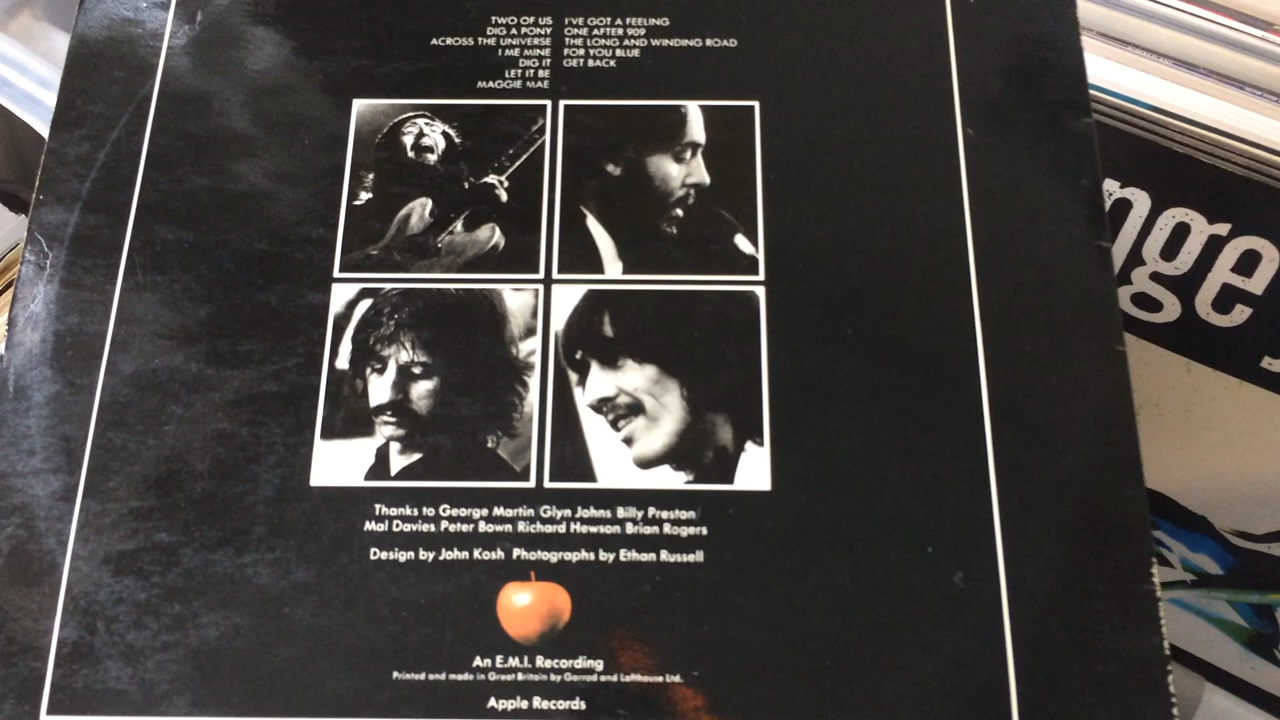 TWO OF US I'VE GOT A FEELING
DIG A PONY ONE AFTER 909
ACROSS THE UNIVERSE THE LONG AND WINDING ROAD
I ME MINE FOR YOU BLUE
DIG IT GET BACK
LET IT BE
MAGGIE MAE
Thanks to George Martin Glyn Johns Billy Preston
Mal Davies Peter Bown Richard Hewson Brian Rogers
Design by John Kosh Photographs by Ethan Russell
An E.M.I. Recording
Printed and made in Great Britain by Garrod and Lofthouse Ltd.
Apple Records
nge